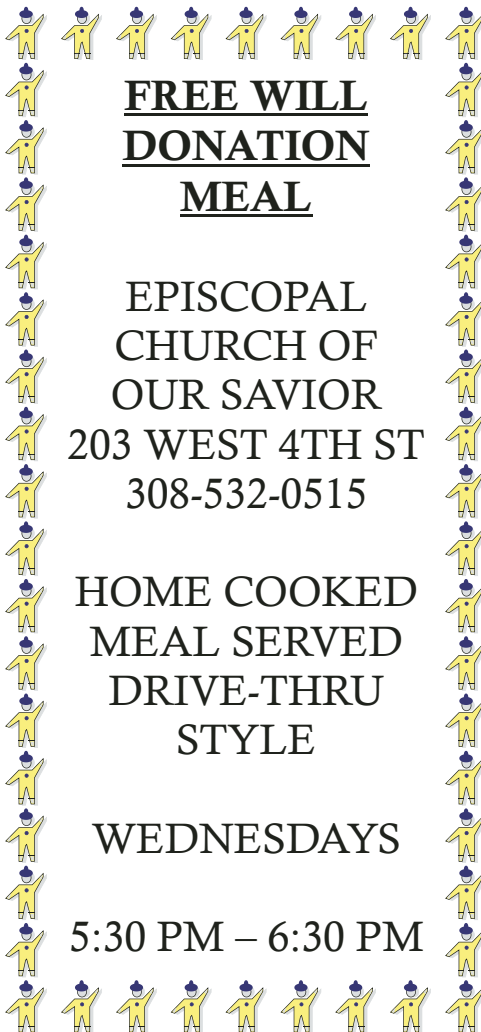 FREE WILL
DONATION
MEAL
EPISCOPAL
CHURCH OF
OUR SAVIOR
203 WEST 4TH ST
308-532-0515
HOME COOKED
MEAL SERVED
DRIVE-THRU
STYLE
WEDNESDAYS
5:30 PM – 6:30 PM